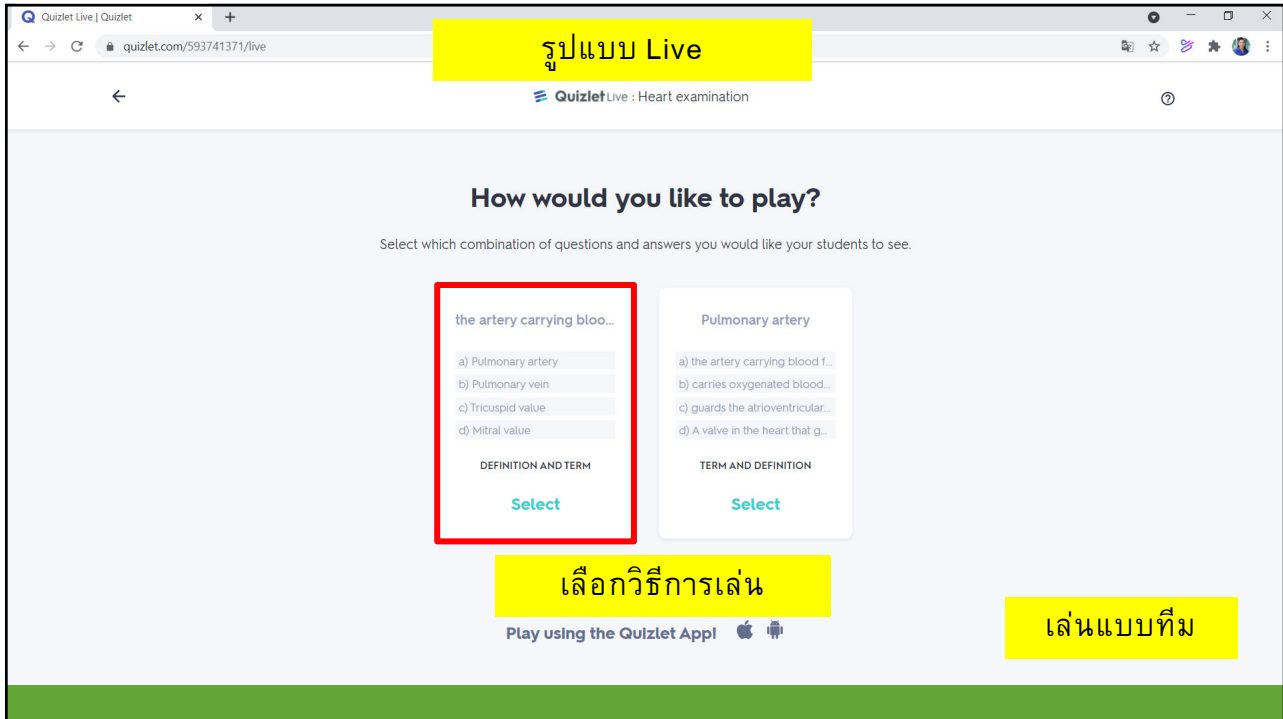 Quizlet Live | Quizlet
quizlet.com/593741371/live
รูปแบบ Live
Quizlet Live : Heart examination
How would you like to play?
Select which combination of questions and answers you would like your students to see.
the artery carrying bloo...
a) Pulmonary artery
b) Pulmonary vein
c) Tricuspid value
d) Mitral value
DEFINITION AND TERM
Select
Pulmonary artery
a) the artery carrying blood f...
b) carries oxygenated blood...
c) guards the atrioventricular...
d) A valve in the heart that g...
TERM AND DEFINITION
Select
เลือกวิธีการเล่น
เล่นแบบทีม
Play using the Quizlet App!